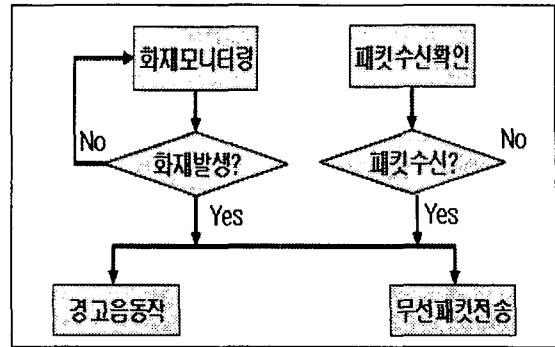 화재모니터링
패킷수신확인
No
화재발생?
패킷수신?
No
Yes
Yes
경고음동작
무선패킷전송